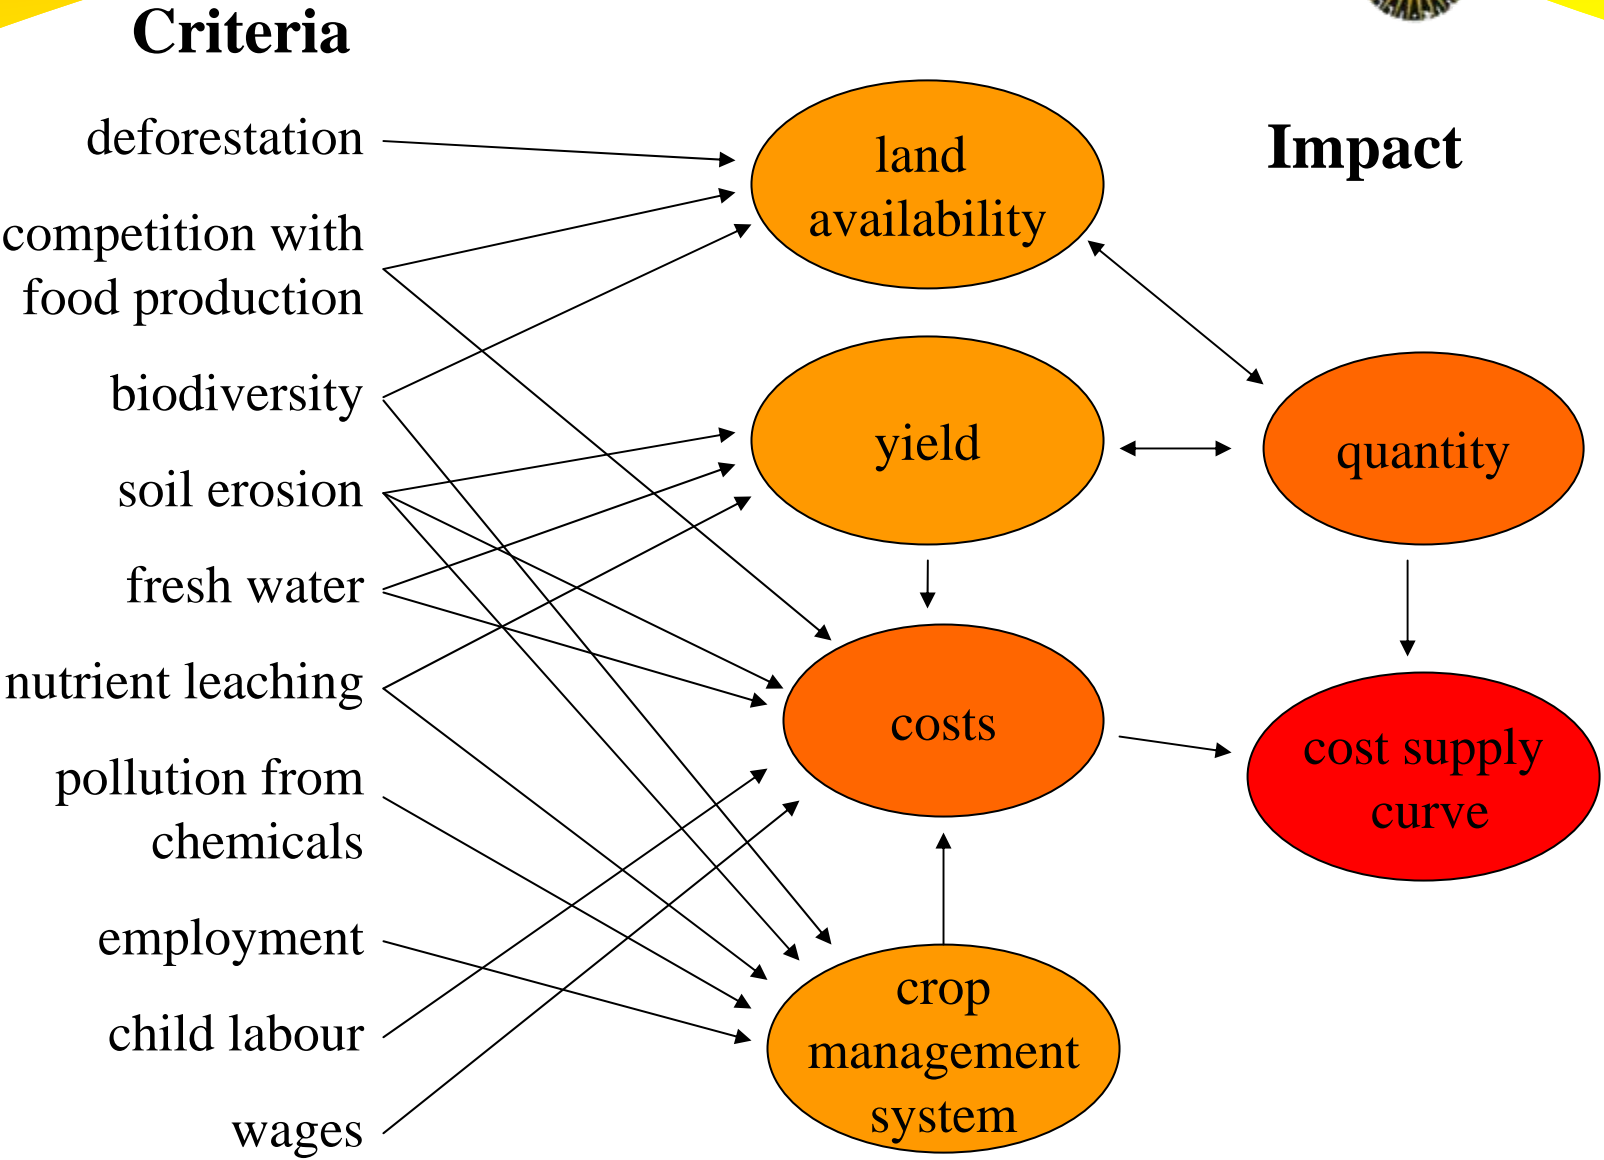 Criteria
deforestation
competition with
food production
biodiversity
soil erosion
fresh water
nutrient leaching
pollution from
chemicals
employment
child labour
wages
land
availability
yield
costs
crop
management
system
Impact
quantity
cost supply
curve